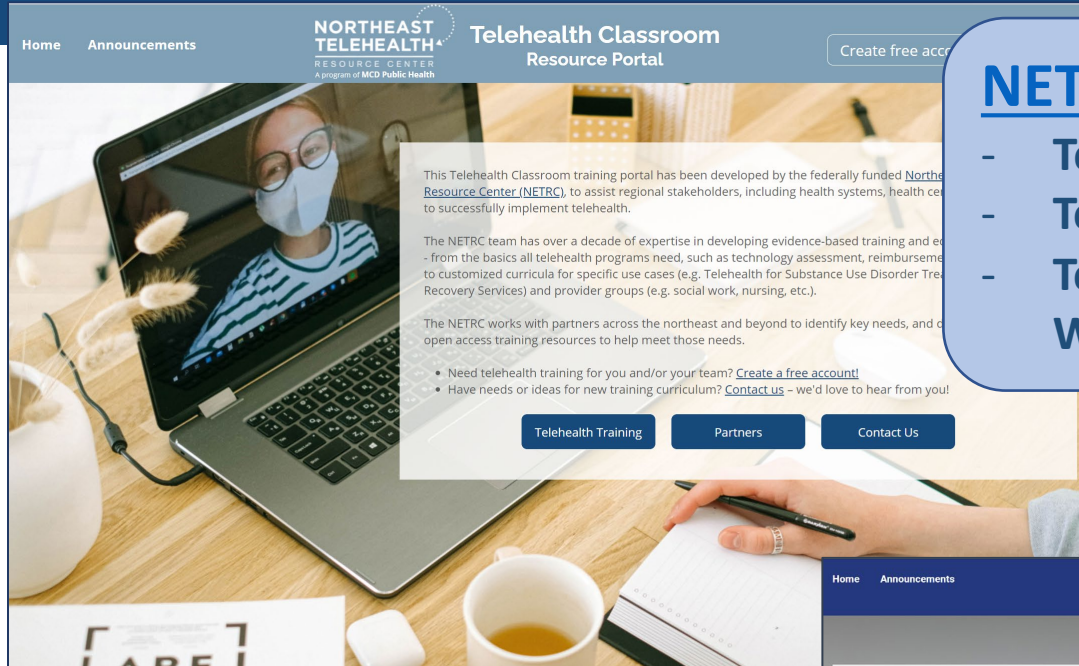 Home Announcements
NORTHEAST
TELEHEALTH
RESOURCE CENTER
A program of MCD Public Health
Telehealth Classroom
Resource Portal
Create free
This Telehealth Classroom training portal has been developed by the federally funded
Resource Center (NETRC), to assist regional stakeholders, including health systems, health
to successfully implement telehealth.
The NETRC team has over a decade of expertise in developing evidence-based training and
- from the basics all telehealth programs need, such as technology assessment,
to customized curricula for specific use cases (e.g. Telehealth for Substance Use Disorder
Recovery Services) and provider groups (e.g. social work, nursing, etc.).
The NETRC works with partners across the northeast and beyond to identify key needs, and
open access training resources to help meet those needs.
• Need telehealth training for you and/or your team? Create a free account!
• Have needs or ideas for new training curriculum? Contact us – we'd love to hear from you!
Telehealth Training Partners Contact Us
NET
-
-
-
Home Announcements